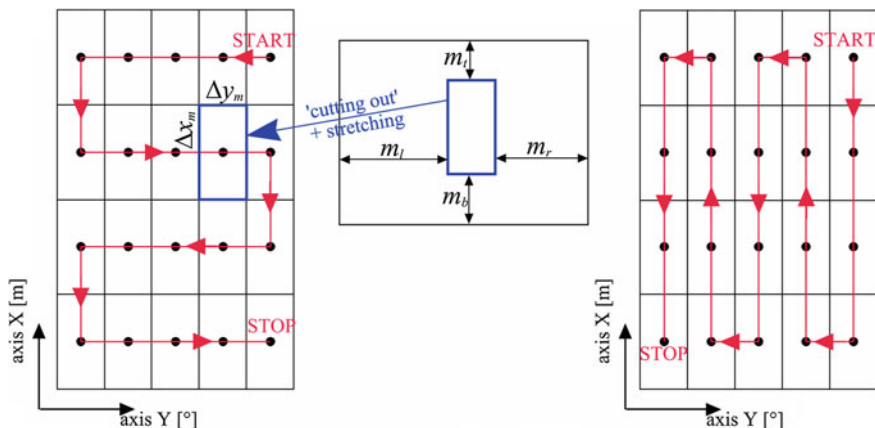 START
Δy_m
Δx_m
STOP
axis X [m]
axis Y [°]
'cutting out'
+ stretching
m_t
m_l
m_r
m_b
START
STOP
axis X [m]
axis Y [°]